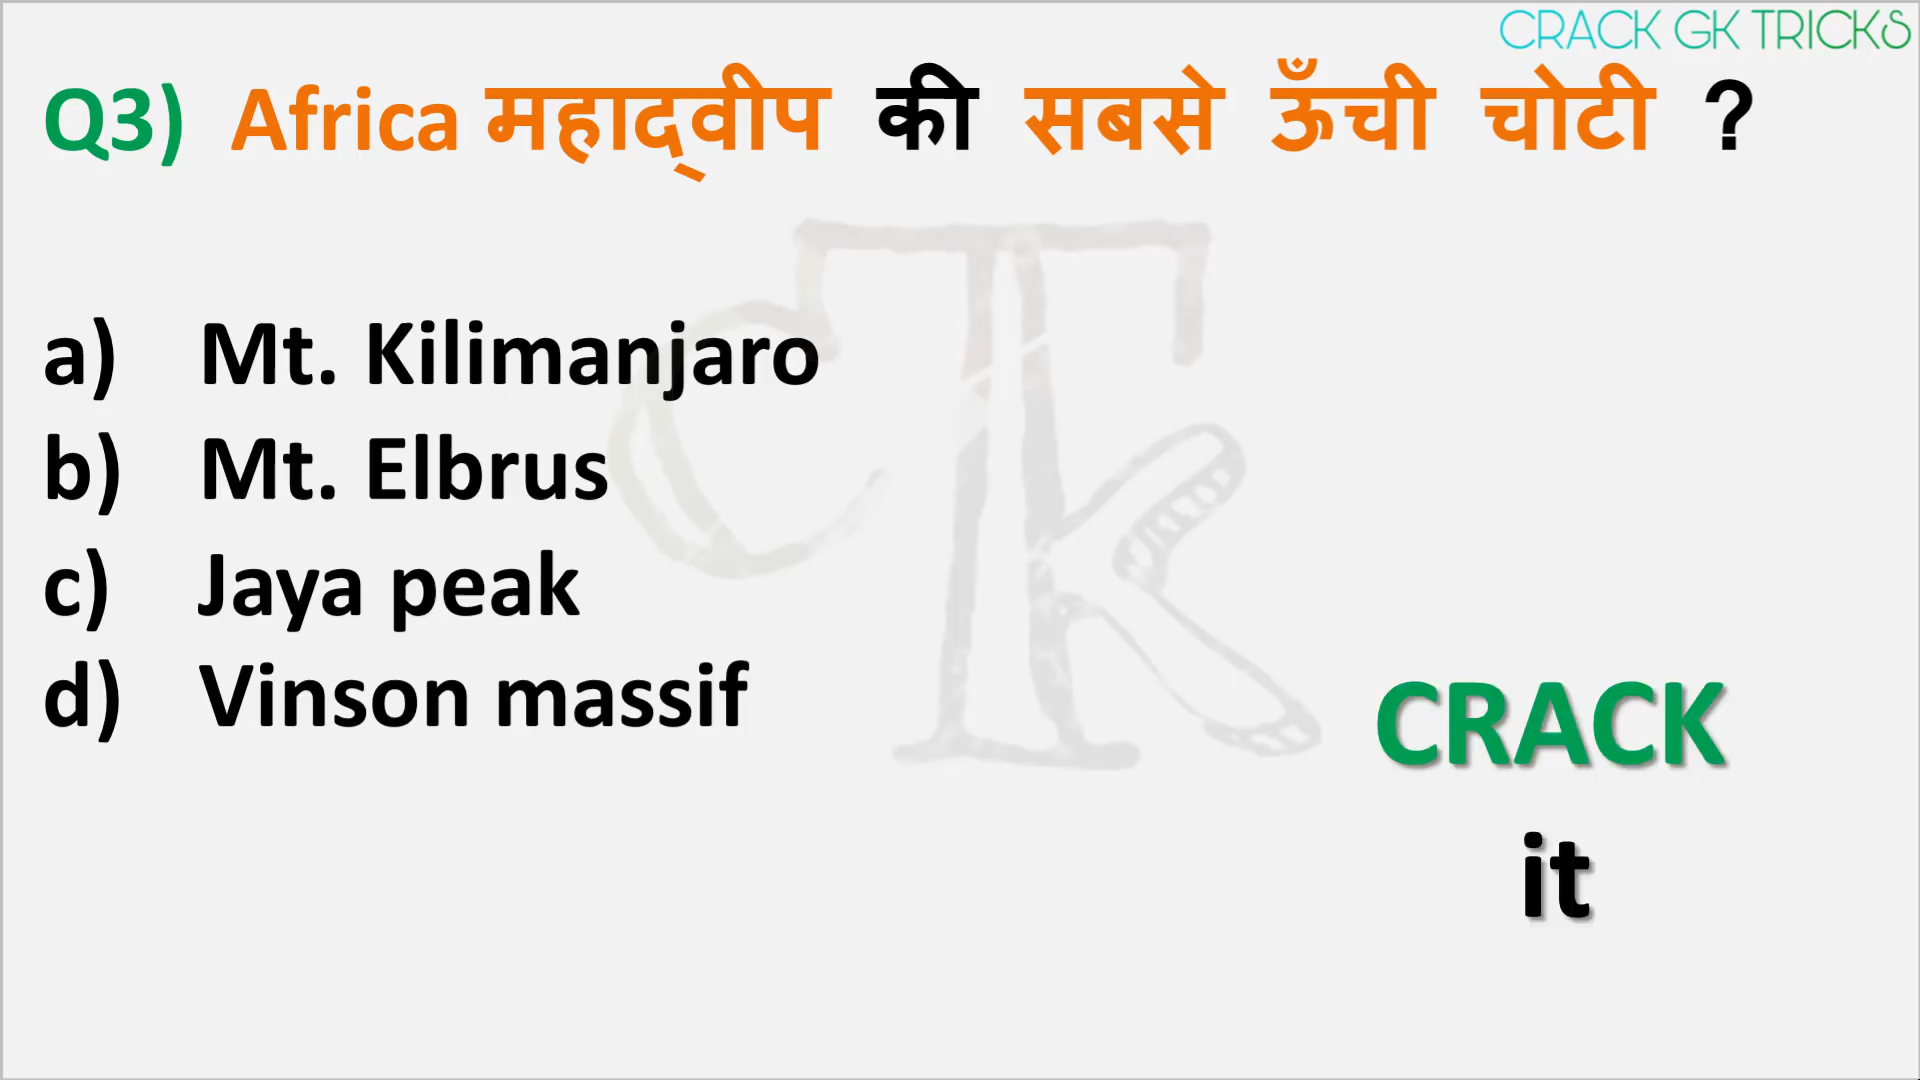 CRACK GK TRICKS
Q3) Africa महाद्वीप की सबसे ऊँची चोटी ?
a) Mt. Kilimanjaro
b) Mt. Elbrus
c) Jaya peak
d) Vinson massif
CRACK
it